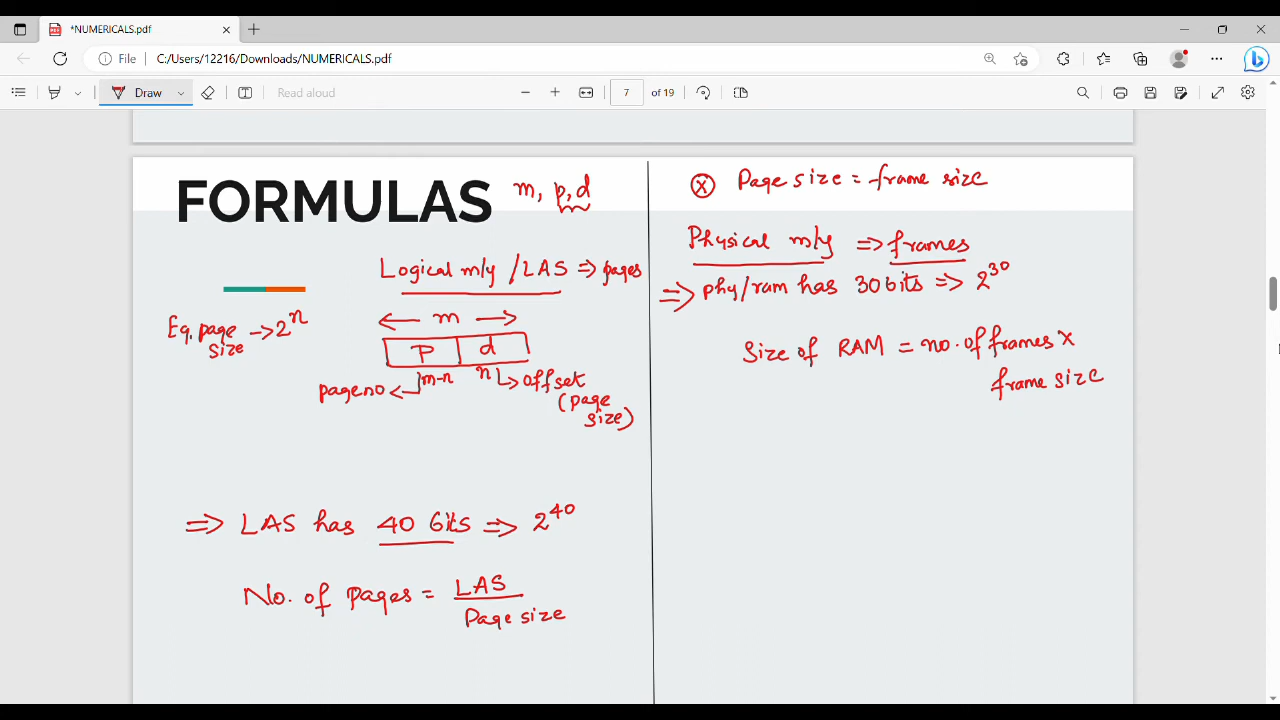 *NUMERICALS.pdf
File
C:/Users/12216/Downloads/NUMERICALS.pdf
Draw
Read aloud
7 of 19
FORMULAS
m, p, d
Logical m/y /LAS ⇒ pages
Eq. page size → 2^n
m
p d
page no m-n n offset
(page size)
⇒ LAS has 40 bits ⇒ 2^40
No. of pages = LAS
Page size
ⓧ Page size = frame size
Physical m/y ⇒ frames
⇒ phy/ram has 30 bits ⇒ 2^30
Size of RAM = no. of frames x
frame size